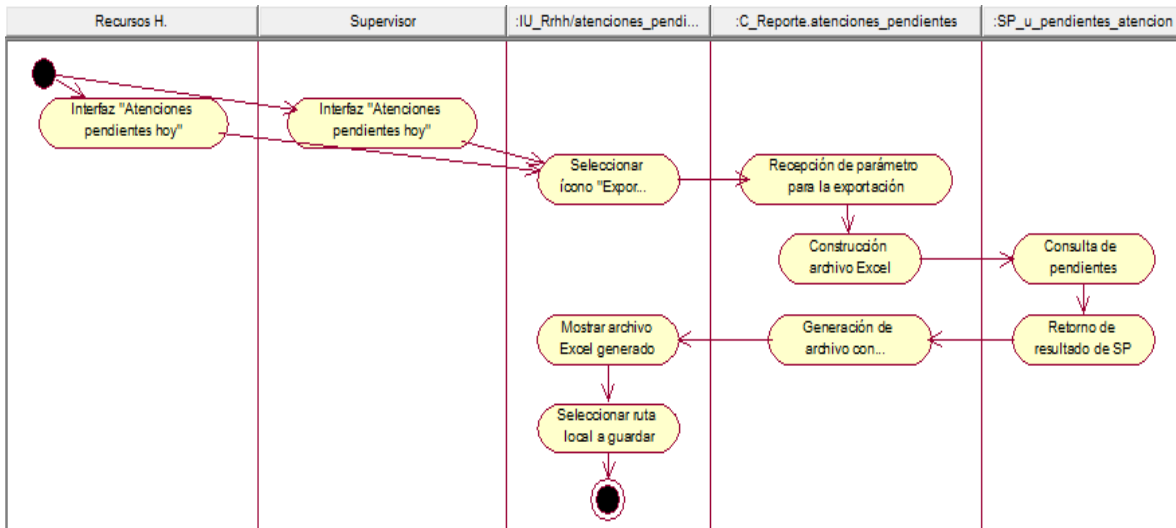 Recursos H.
Supervisor
:IU_Rrhh/atenciones_pendi...
:C_Reporte.atenciones_pendientes
:SP_u_pendientes_atencion
Interfaz "Atenciones
pendientes hoy"
Interfaz "Atenciones
pendientes hoy"
Seleccionar
ícono "Expor...
Recepción de parámetro
para la exportación
Construcción
archivo Excel
Consulta de
pendientes
Mostrar archivo
Excel generado
Generación de
archivo con...
Retorno de
resultado de SP
Seleccionar ruta
local a guardar